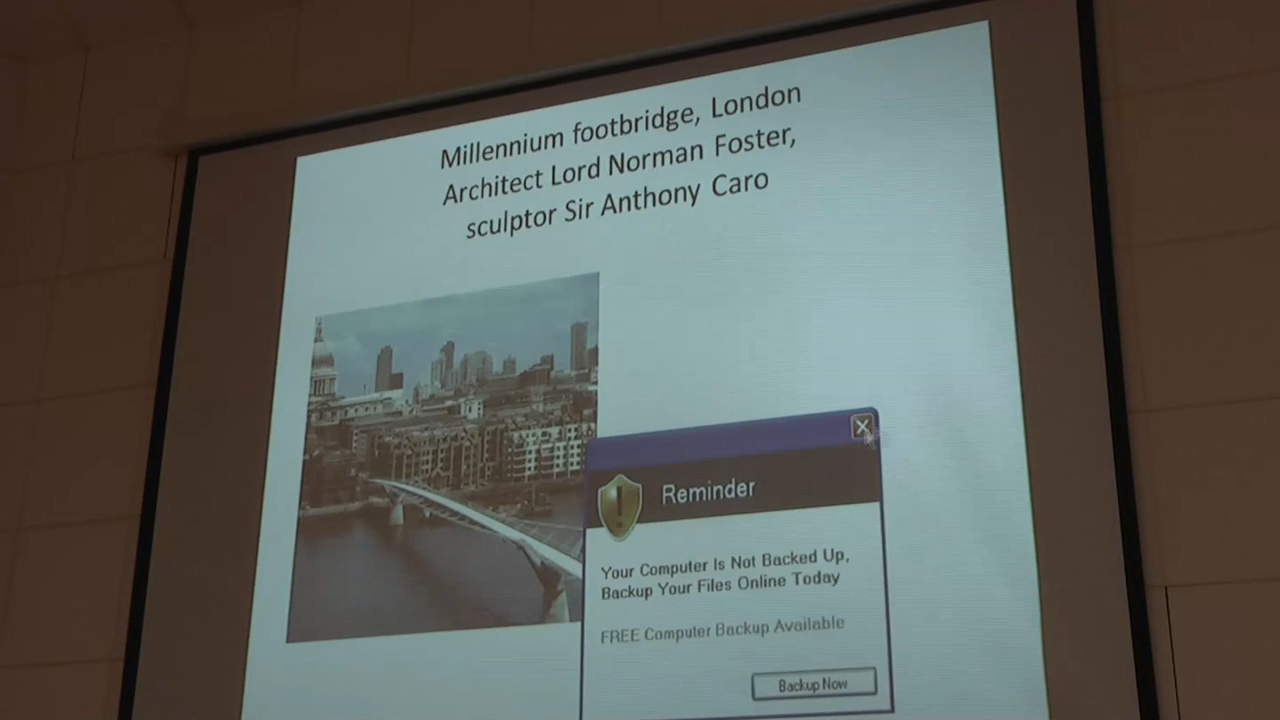 Millennium footbridge, London
Architect Lord Norman Foster,
sculptor Sir Anthony Caro
Reminder
Your Computer Is Not Backed Up,
Backup Your Files Online Today
FREE Computer Backup Available
Backup Now